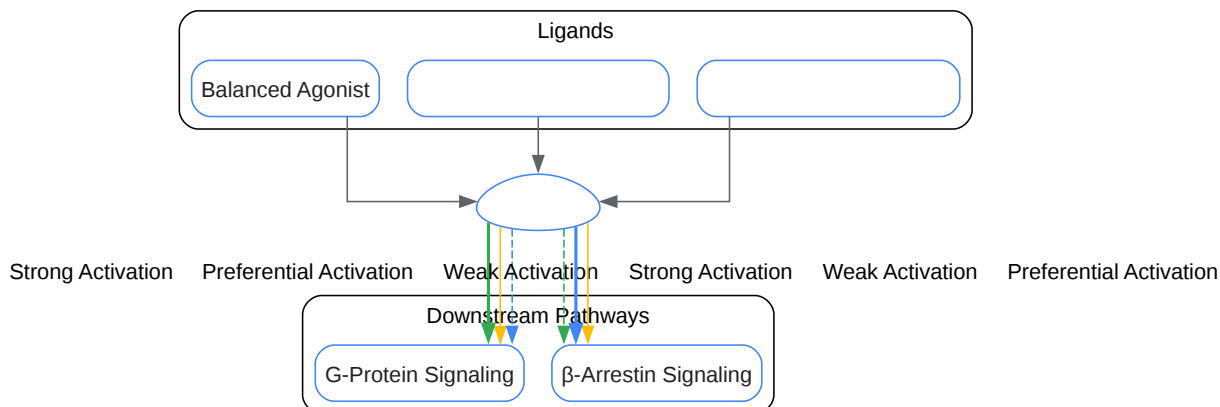 Ligands
Balanced Agonist
Strong Activation Preferential Activation Weak Activation Strong Activation Weak Activation Preferential Activation
Downstream Pathways
G-Protein Signaling β-Arrestin Signaling